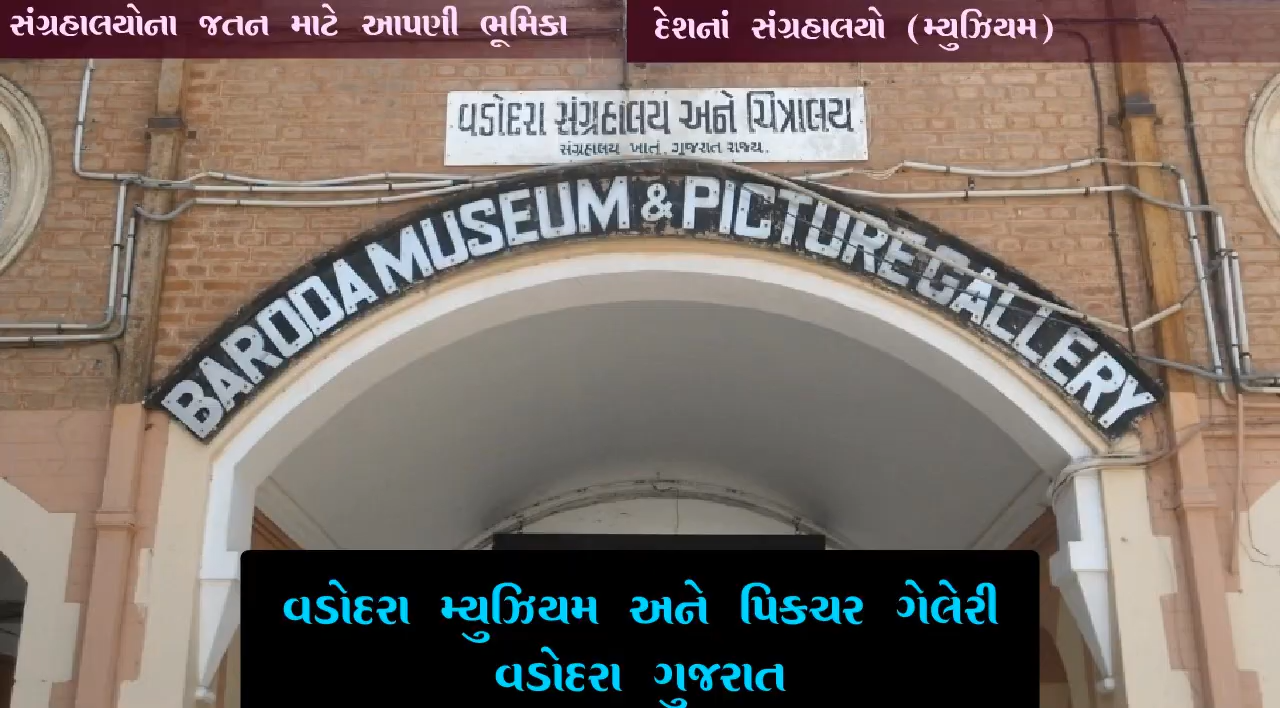 સંગ્રહાલયોના જતન માટે આપણી ભૂમિકા
દેશનાં સંગ્રહાલયો (મ્યુઝિયમ)
વડોદરા સંગ્રહાલય અને ચિત્રાલય
સંગ્રહાલય ખાતું. ગુજરાત રાજ્ય.
BARODA MUSEUM & PICTURE GALLERY
વડોદરા મ્યુઝિયમ અને પિકચર ગેલેરી
વડોદરા ગુજરાત